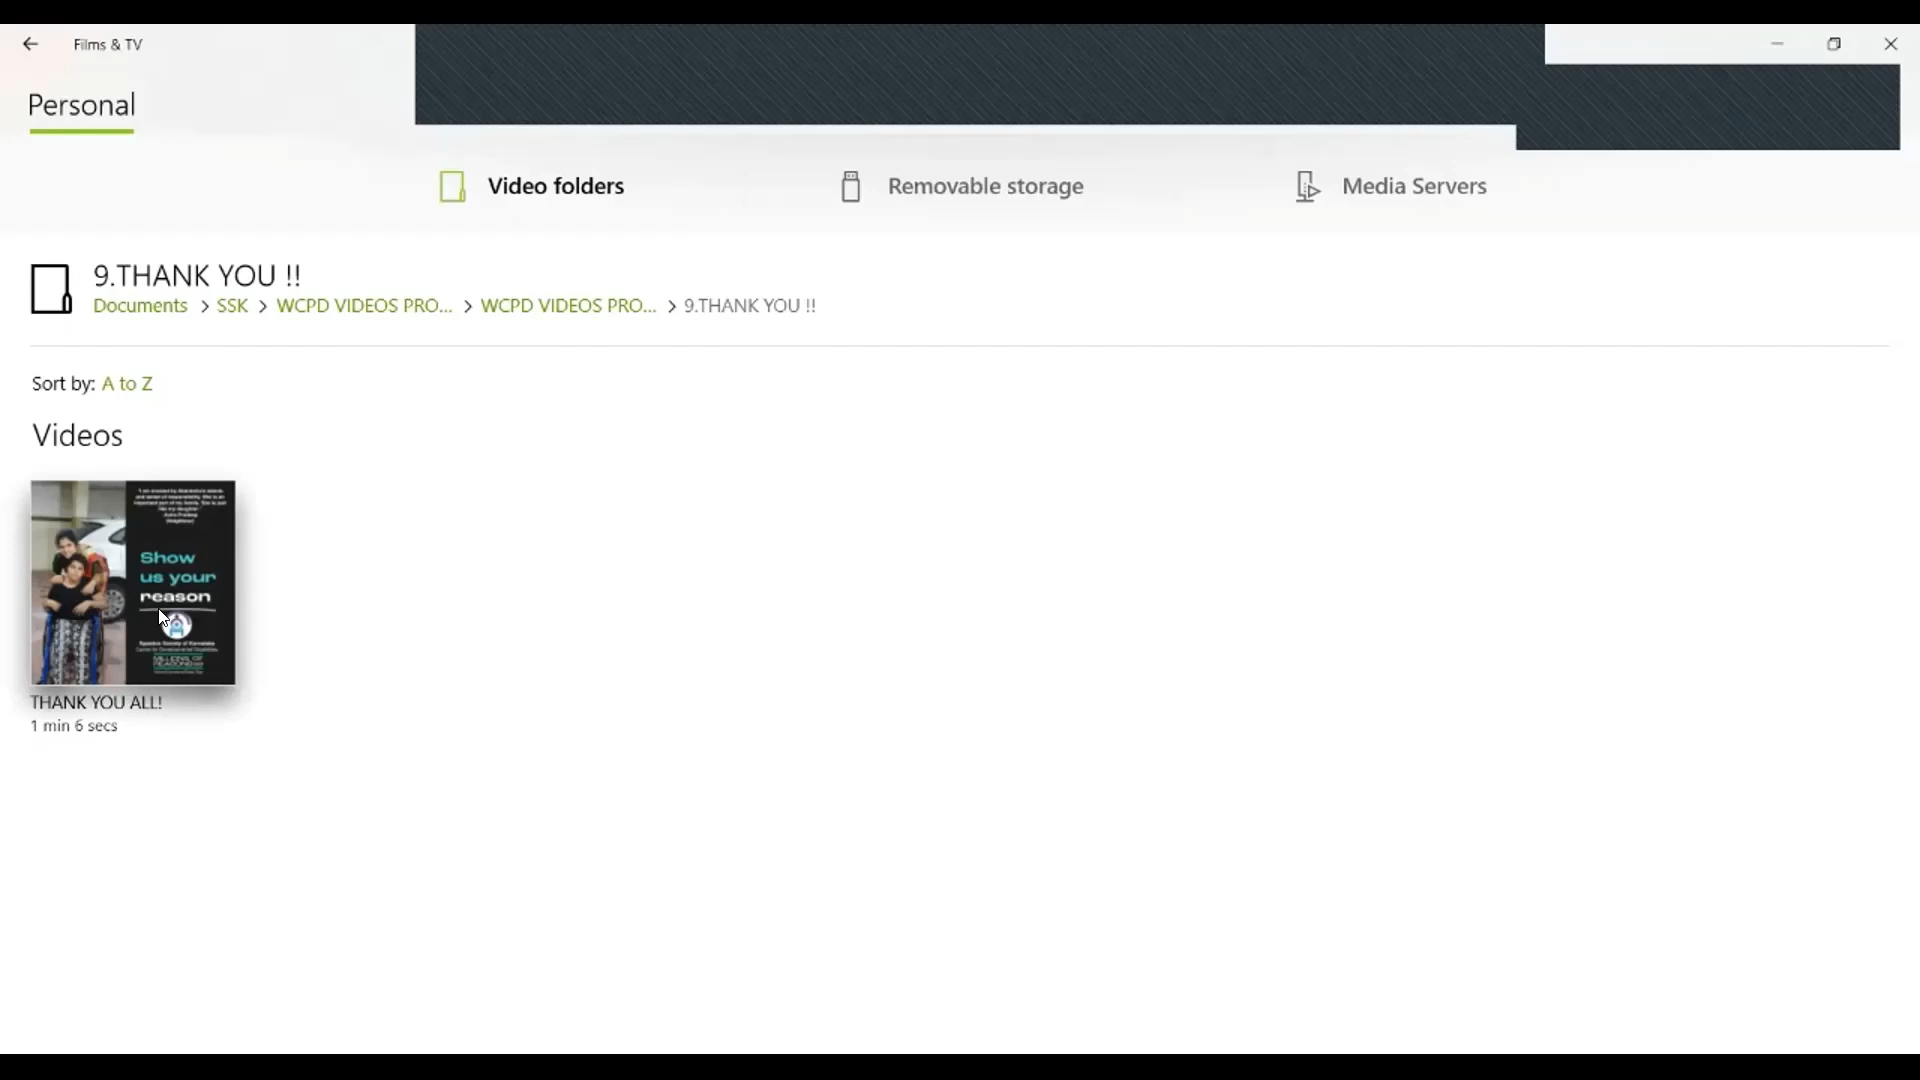 Films & TV
Personal
Video folders
Removable storage
Media Servers
9.THANK YOU !!
Documents > SSK > WCPD VIDEOS PRO... > WCPD VIDEOS PRO... > 9.THANK YOU !!
Sort by: A to Z
Videos
Show
us your
reason
THANK YOU ALL!
1 min 6 secs